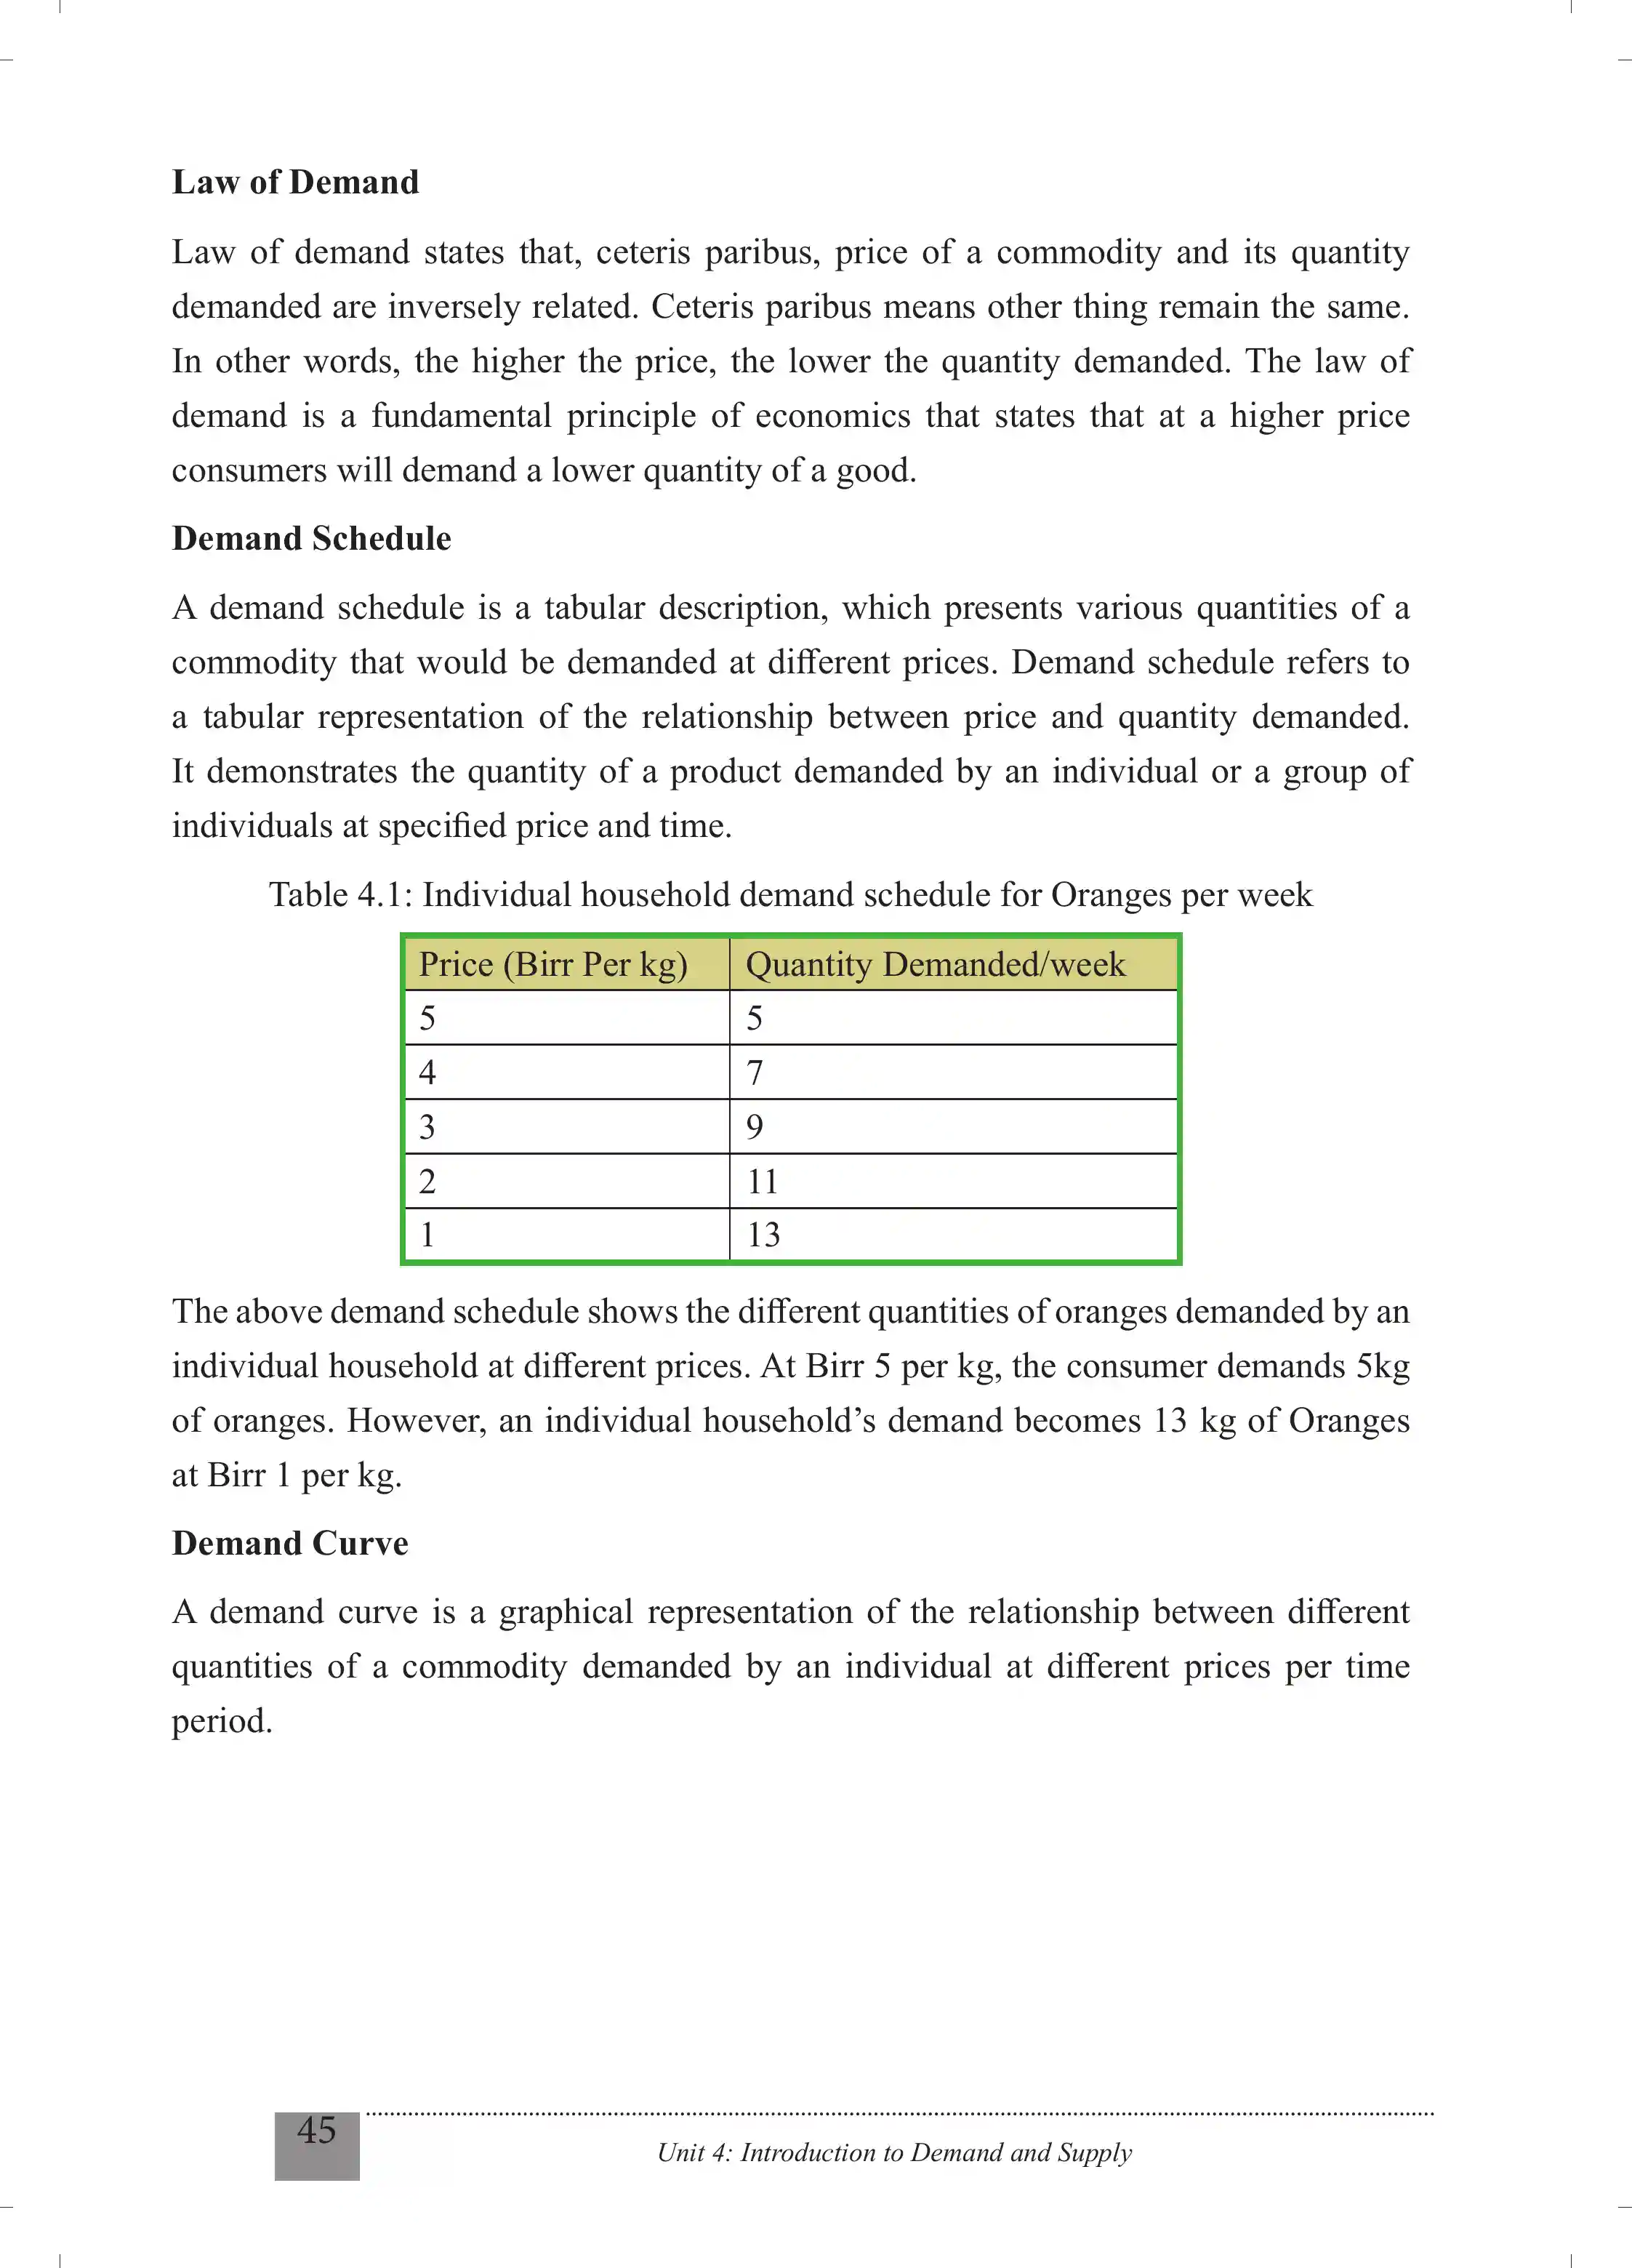 Law of Demand
Law of demand states that, ceteris paribus, price of a commodity and its quantity
demanded are inversely related. Ceteris paribus means other thing remain the same.
In other words, the higher the price, the lower the quantity demanded. The law of
demand is a fundamental principle of economics that states that at a higher price
consumers will demand a lower quantity of a good.
Demand Schedule
A demand schedule is a tabular description, which presents various quantities of a
commodity that would be demanded at different prices. Demand schedule refers to
a tabular representation of the relationship between price and quantity demanded.
It demonstrates the quantity of a product demanded by an individual or a group of
individuals at specified price and time.
Table 4.1: Individual household demand schedule for Oranges per week
Price (Birr Per kg) Quantity Demanded/week
5 5
4 7
3 9
2 11
1 13
The above demand schedule shows the different quantities of oranges demanded by an
individual household at different prices. At Birr 5 per kg, the consumer demands 5kg
of oranges. However, an individual household’s demand becomes 13 kg of Oranges
at Birr 1 per kg.
Demand Curve
A demand curve is a graphical representation of the relationship between different
quantities of a commodity demanded by an individual at different prices per time
period.
45
Unit 4: Introduction to Demand and Supply